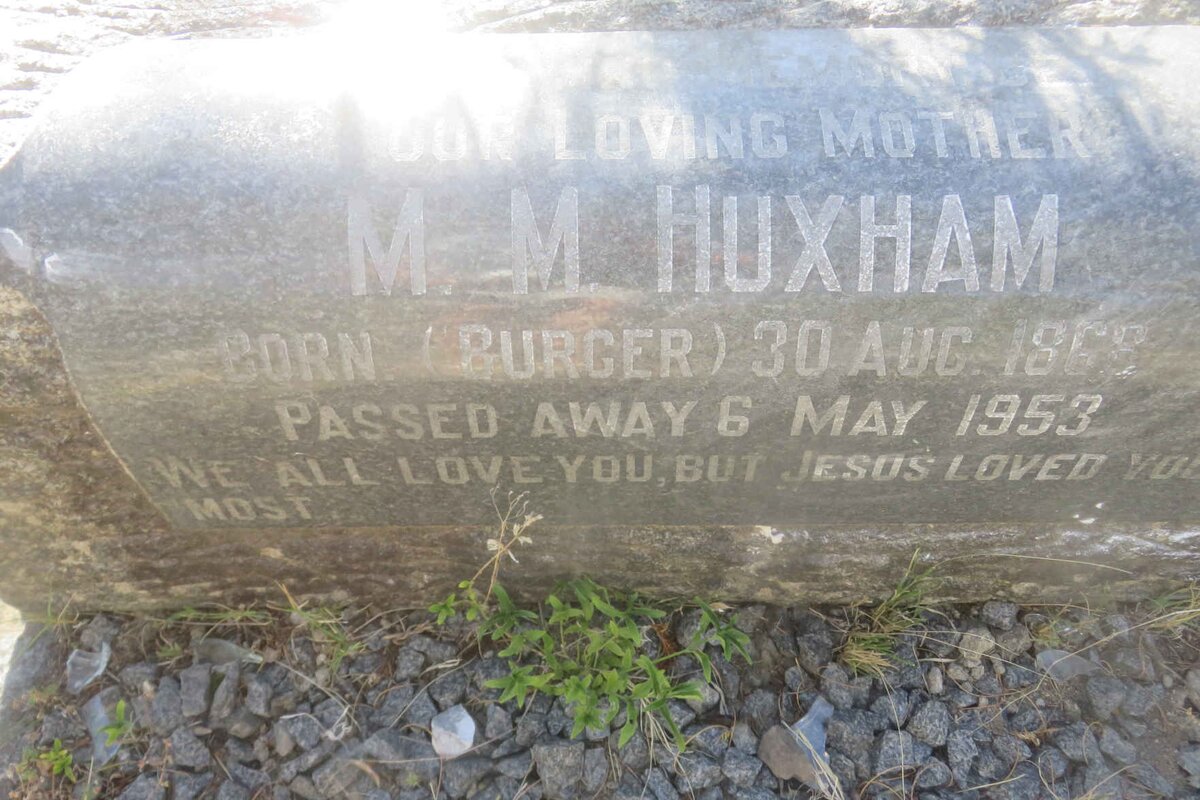 OUR LOVING MOTHER
M. M. HUXHAM
BORN (BURGER) 30 AUG. 1868
PASSED AWAY 6 MAY 1953
WE ALL LOVE YOU, BUT JESUS LOVED YOU
MOST.